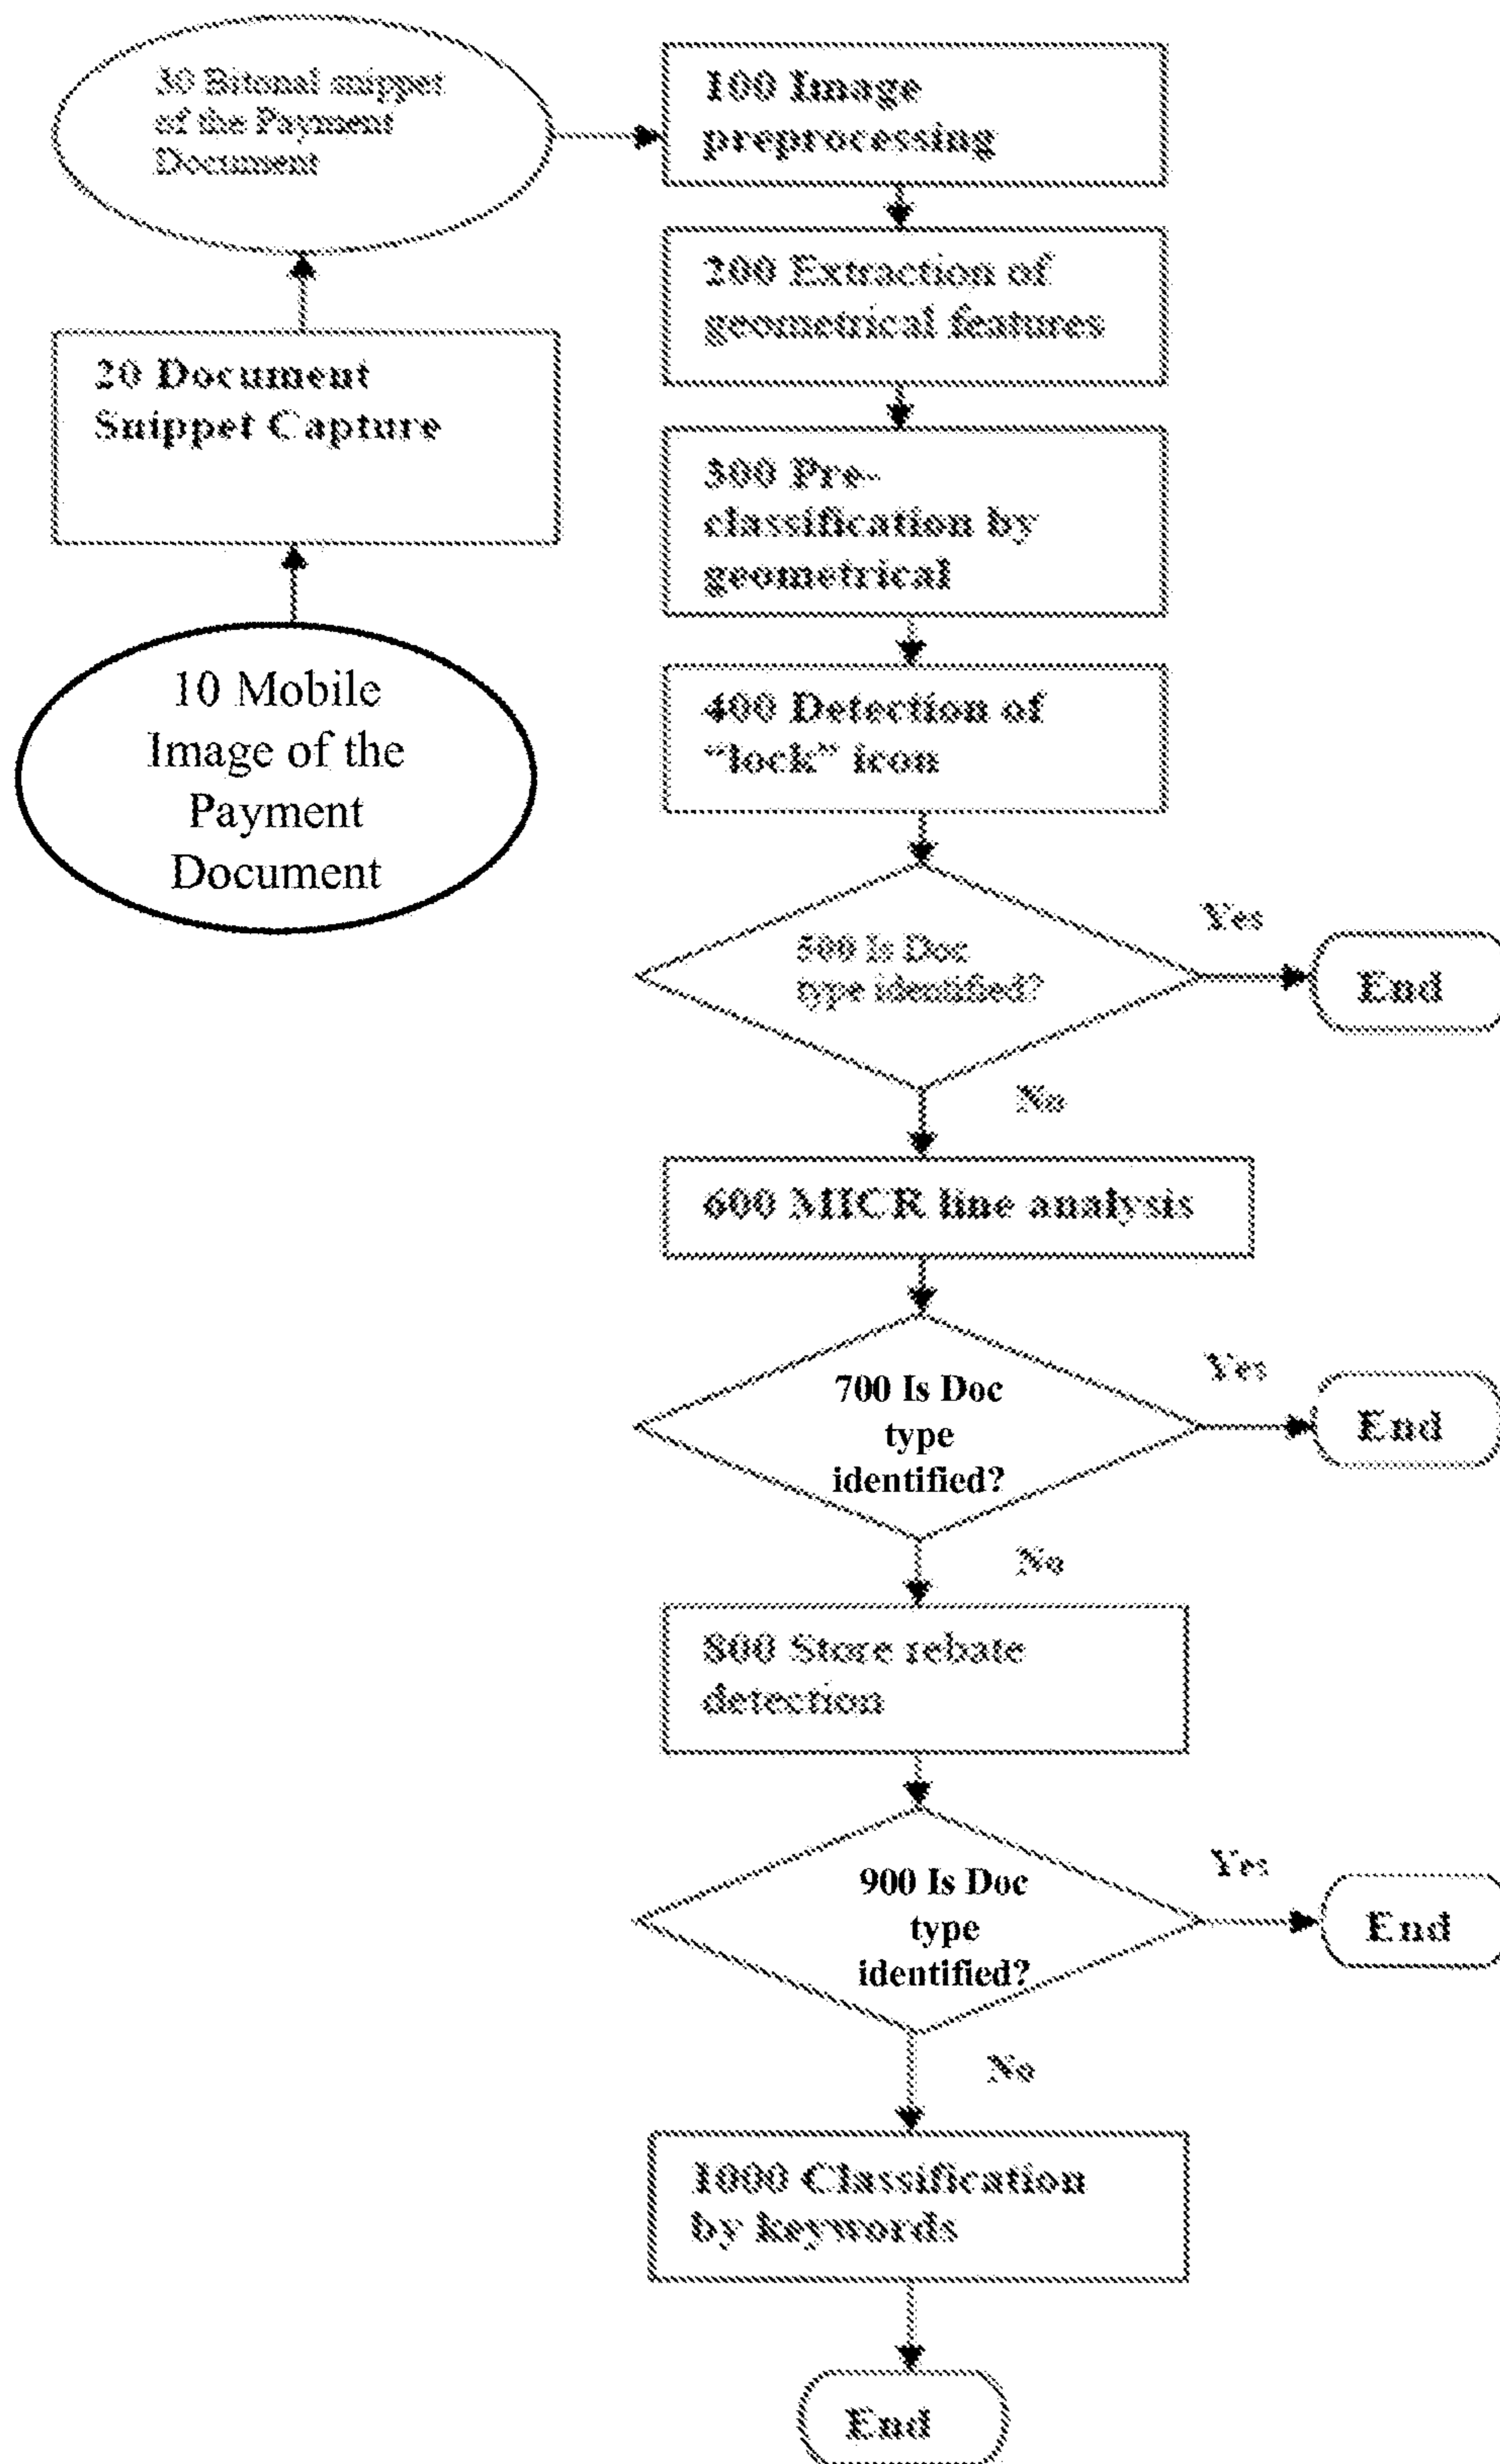 30 Bitonal snippet
of the Payment
Document
100 Image
preprocessing
200 Extraction of
geometrical features
20 Document
Snippet Capture
300 Pre-
classification by
geometrical
10 Mobile
Image of the
Payment
Document
400 Detection of
“lock” icon
500 Is Doc
type identified?
Yes
End
No
600 MICR line analysis
700 Is Doc
type
identified?
Yes
End
No
800 Store rebate
detection
900 Is Doc
type
identified?
Yes
End
No
1000 Classification
by keywords
End